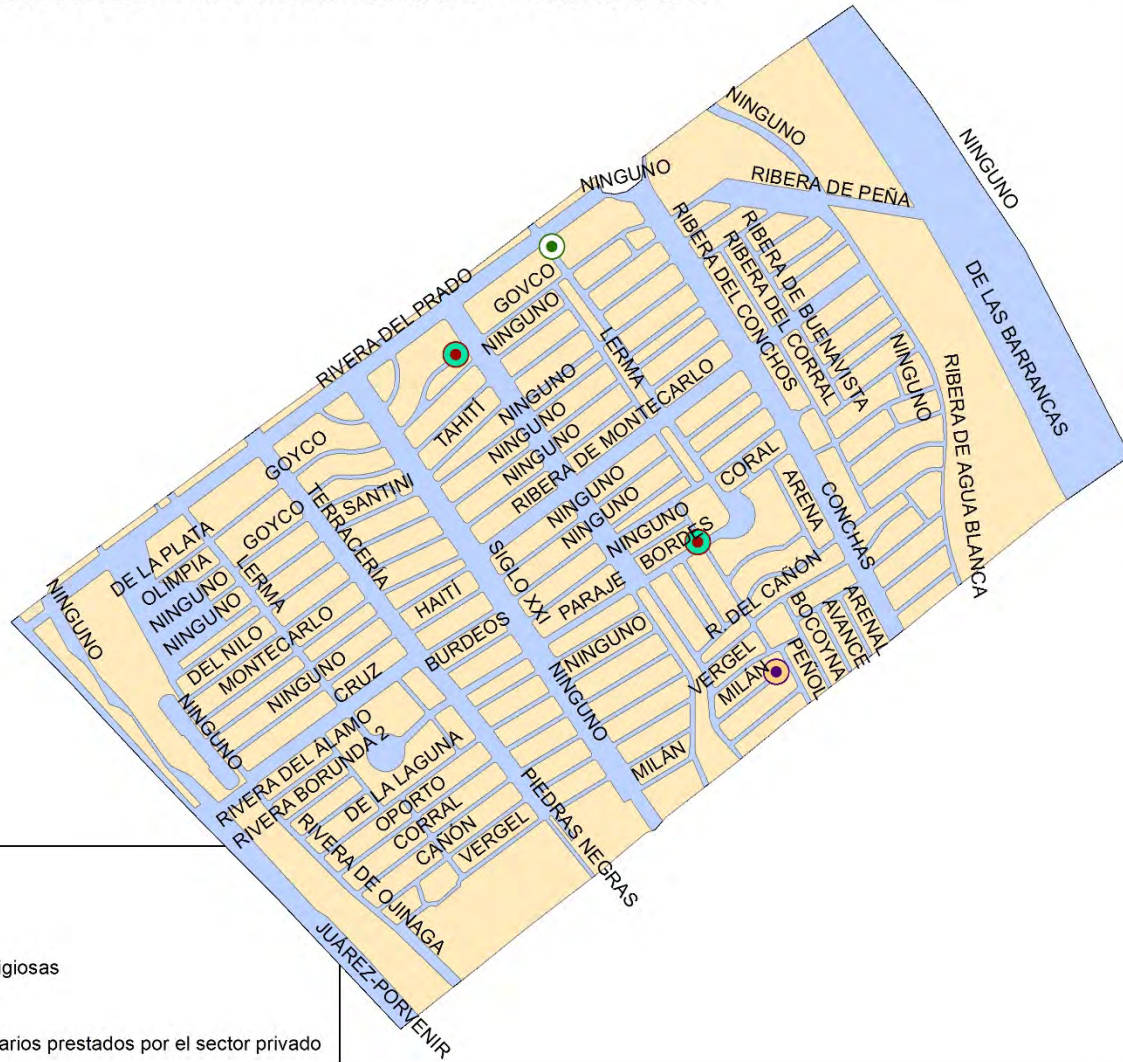 NINGUNO
NINGUNO
NINGUNO
RIBERA DE PEÑA
RIVERA DEL PRADO
GOVCO
NINGUNO
LERMA
RIBERA DEL CONCHOS
RIBERA DEL CORRAL
RIBERA DE BUENAVISTA
NINGUNO
RIBERA DE AGUA BLANCA
DE LAS BARRANCAS
TAHITÍ
NINGUNO
NINGUNO
NINGUNO
RIBERA DE MONTECARLO
GOYCO
SANTINI
TERRACERÍA
NINGUNO
NINGUNO
CORAL
ARENA
CONCHAS
NINGUNO
BORDES
DE LA PLATA
OLIMPIA
GOYCO
LERMA
NINGUNO
NINGUNO
NINGUNO
DEL NILO
MONTECARLO
NINGUNO
CRUZ
HAITÍ
BURDEOS
SIGLO XXI
PARAJE
NINGUNO
NINGUNO
R. DEL CAÑÓN
BOCOYNA
AVANCE
ARENAL
VERGEL
MILÁN
PEÑOL
MILÁN
NINGUNO
RIVERA DEL ALAMO
RIVERA BORUNDA 2
DE LA LAGUNA
OPORTO
CORRAL
CAÑÓN
VERGEL
RIVERA DE OJINAGA
PIEDRAS NEGRAS
JUÁREZ-PORVENIR
igiosas
arios prestados por el sector privado